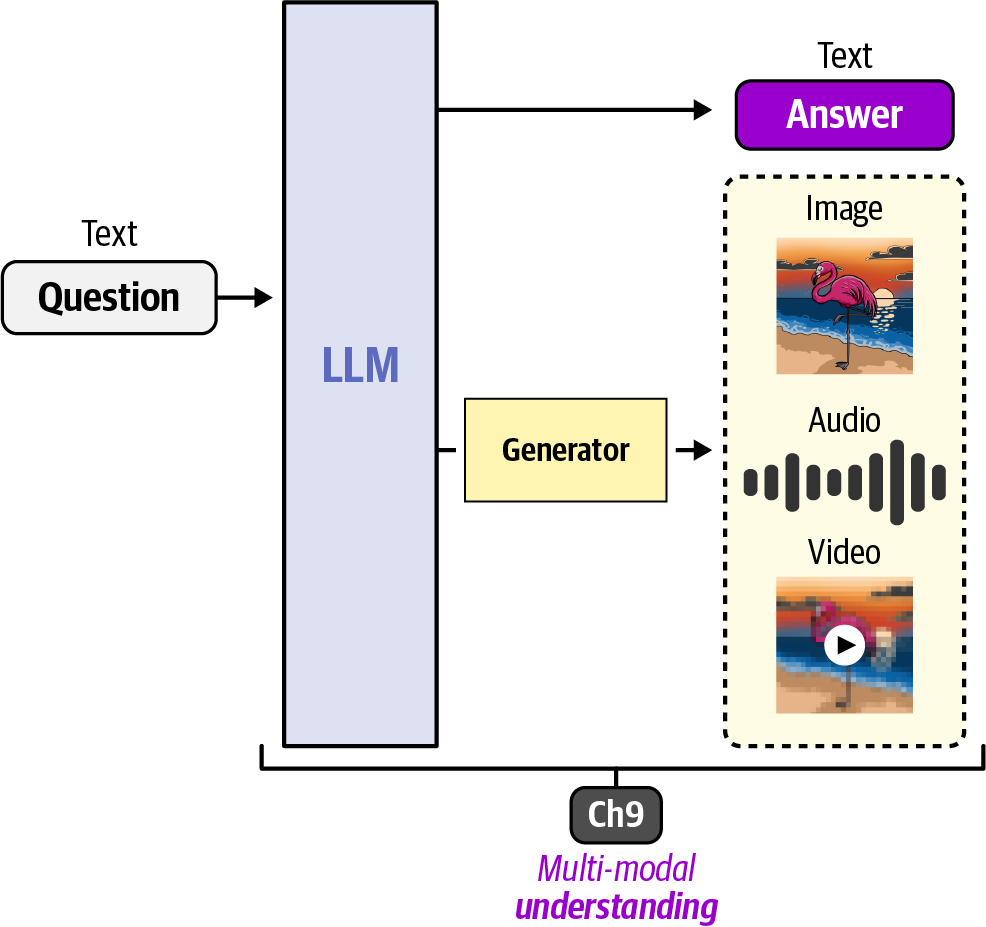 Text
Answer
Image
Text
Question
LLM
Generator
Audio
Video
Ch9
Multi-modal
understanding